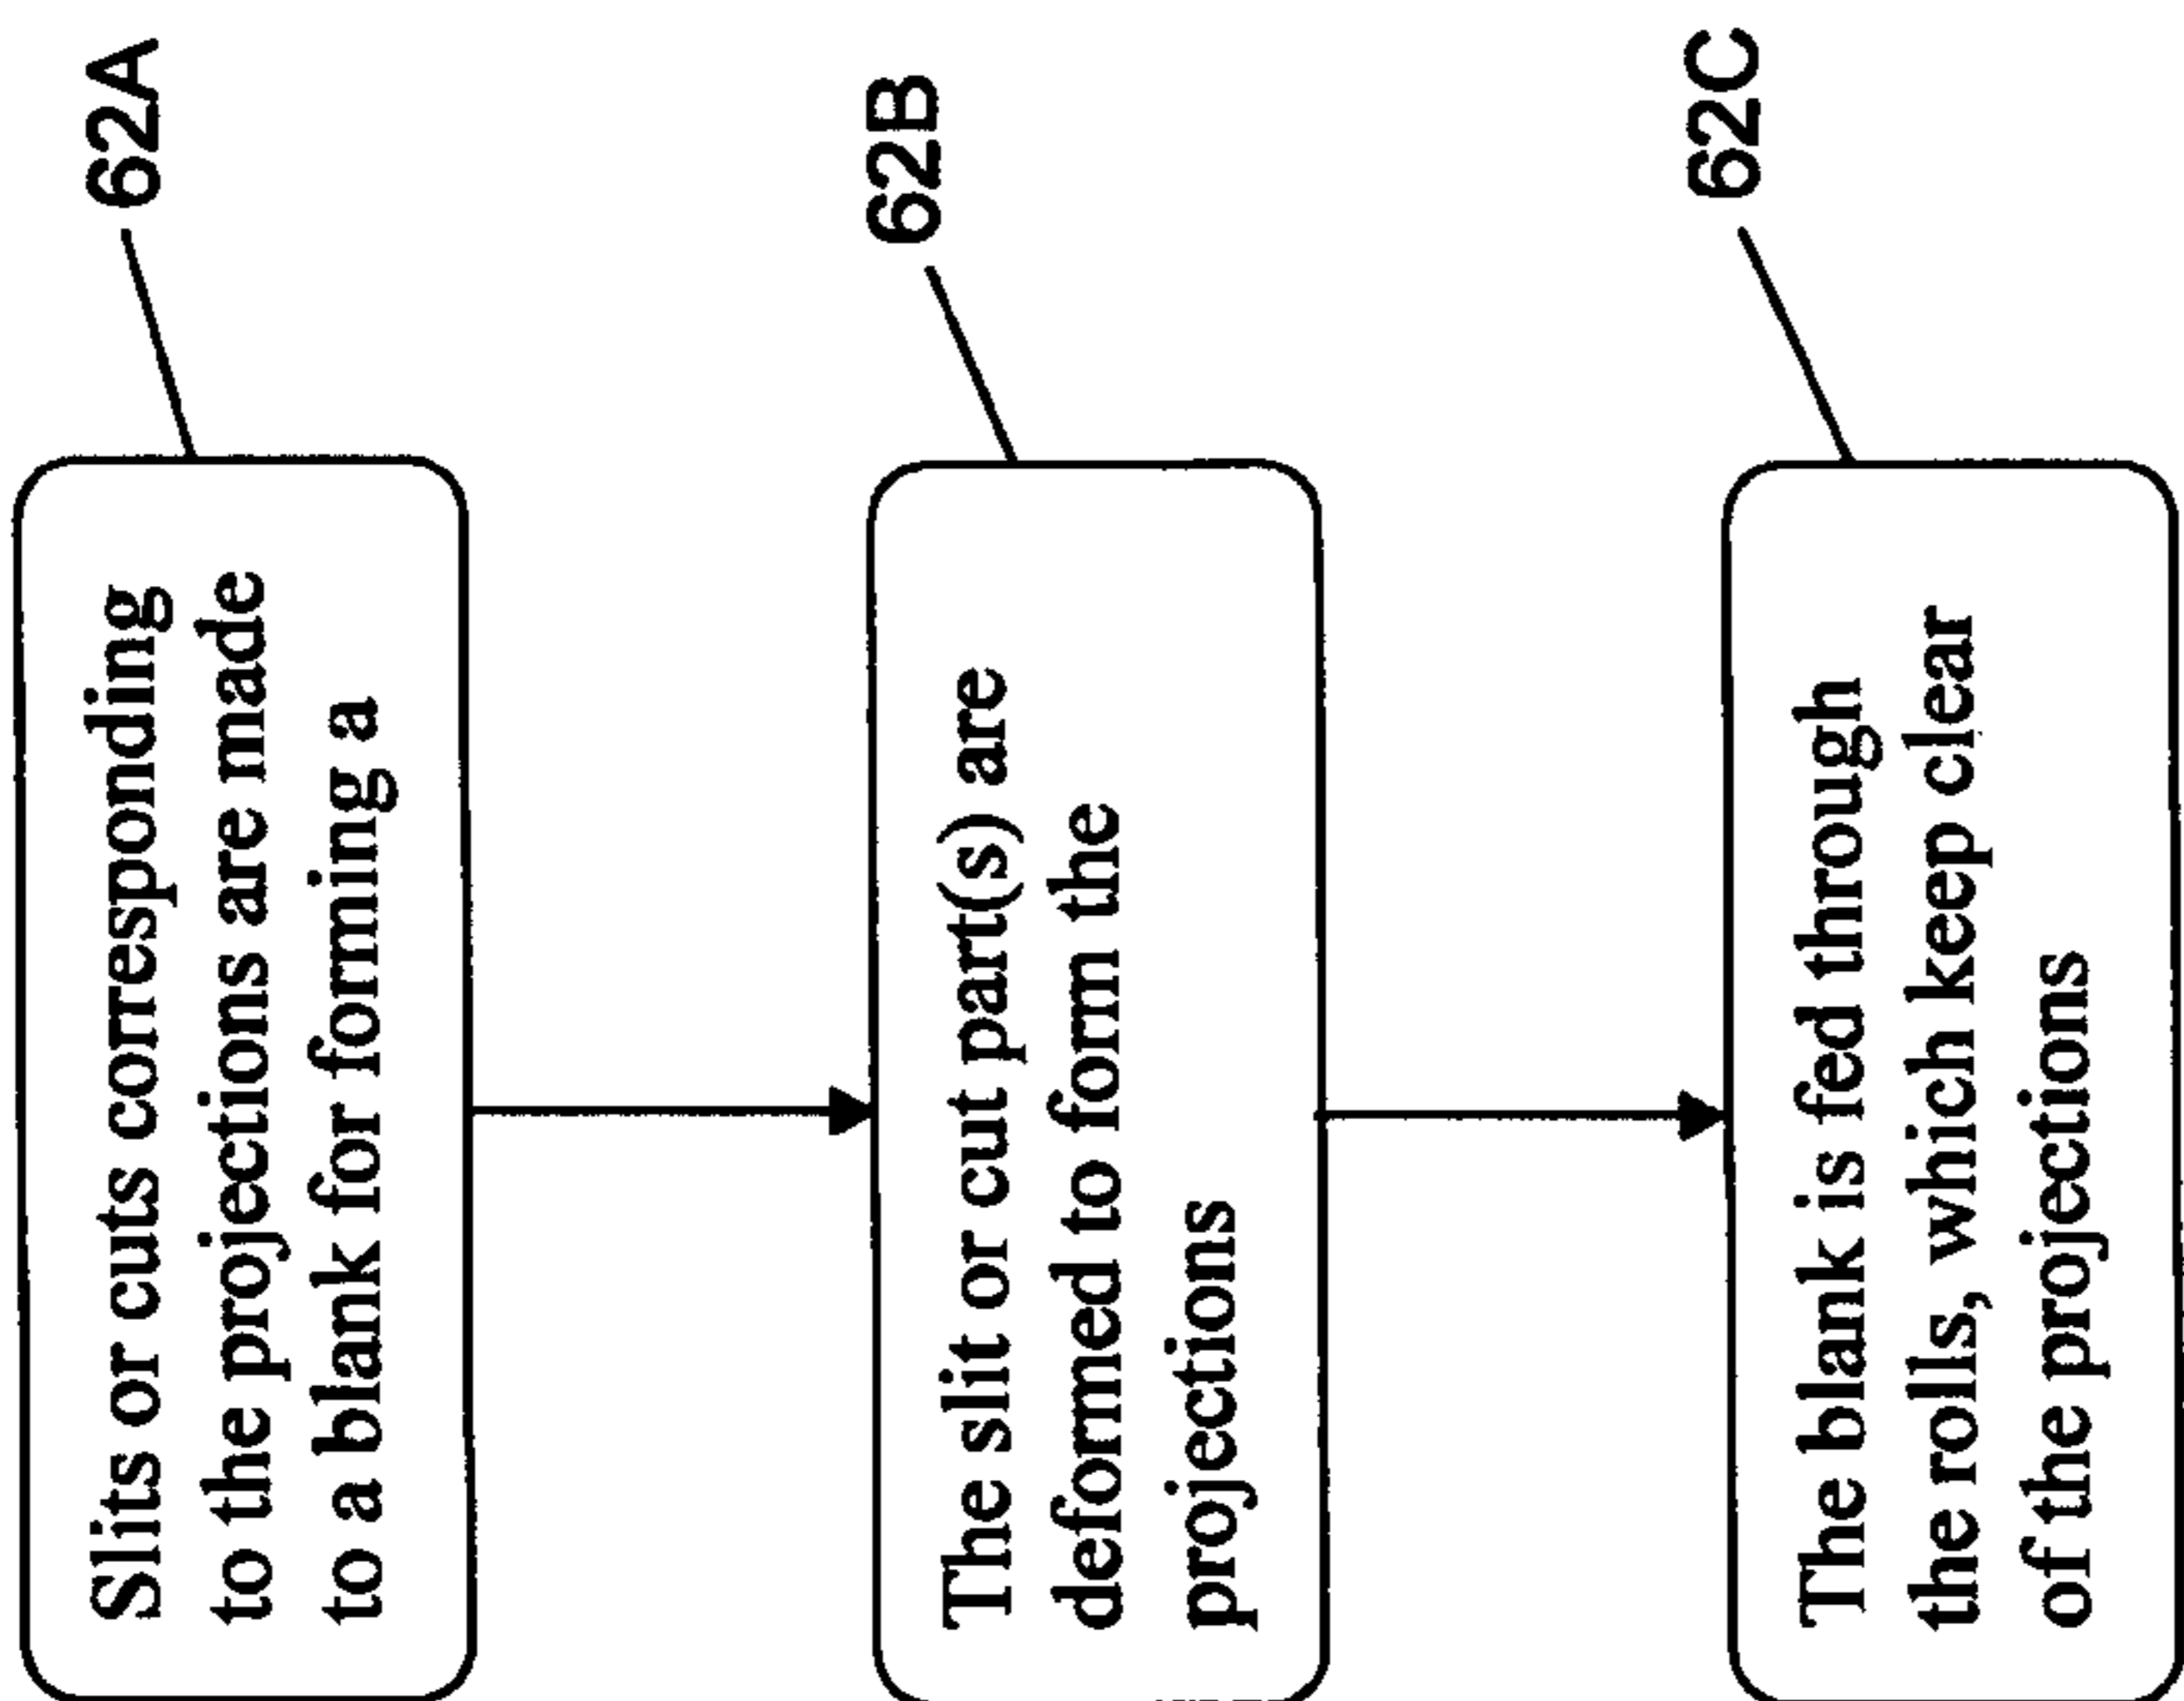 Slits or cuts corresponding
to the projections are made
to a blank for forming a
62A
The slit or cut part(s) are
deformed to form the
projections
62B
The blank is fed through
the rolls, which keep clear
of the projections
62C